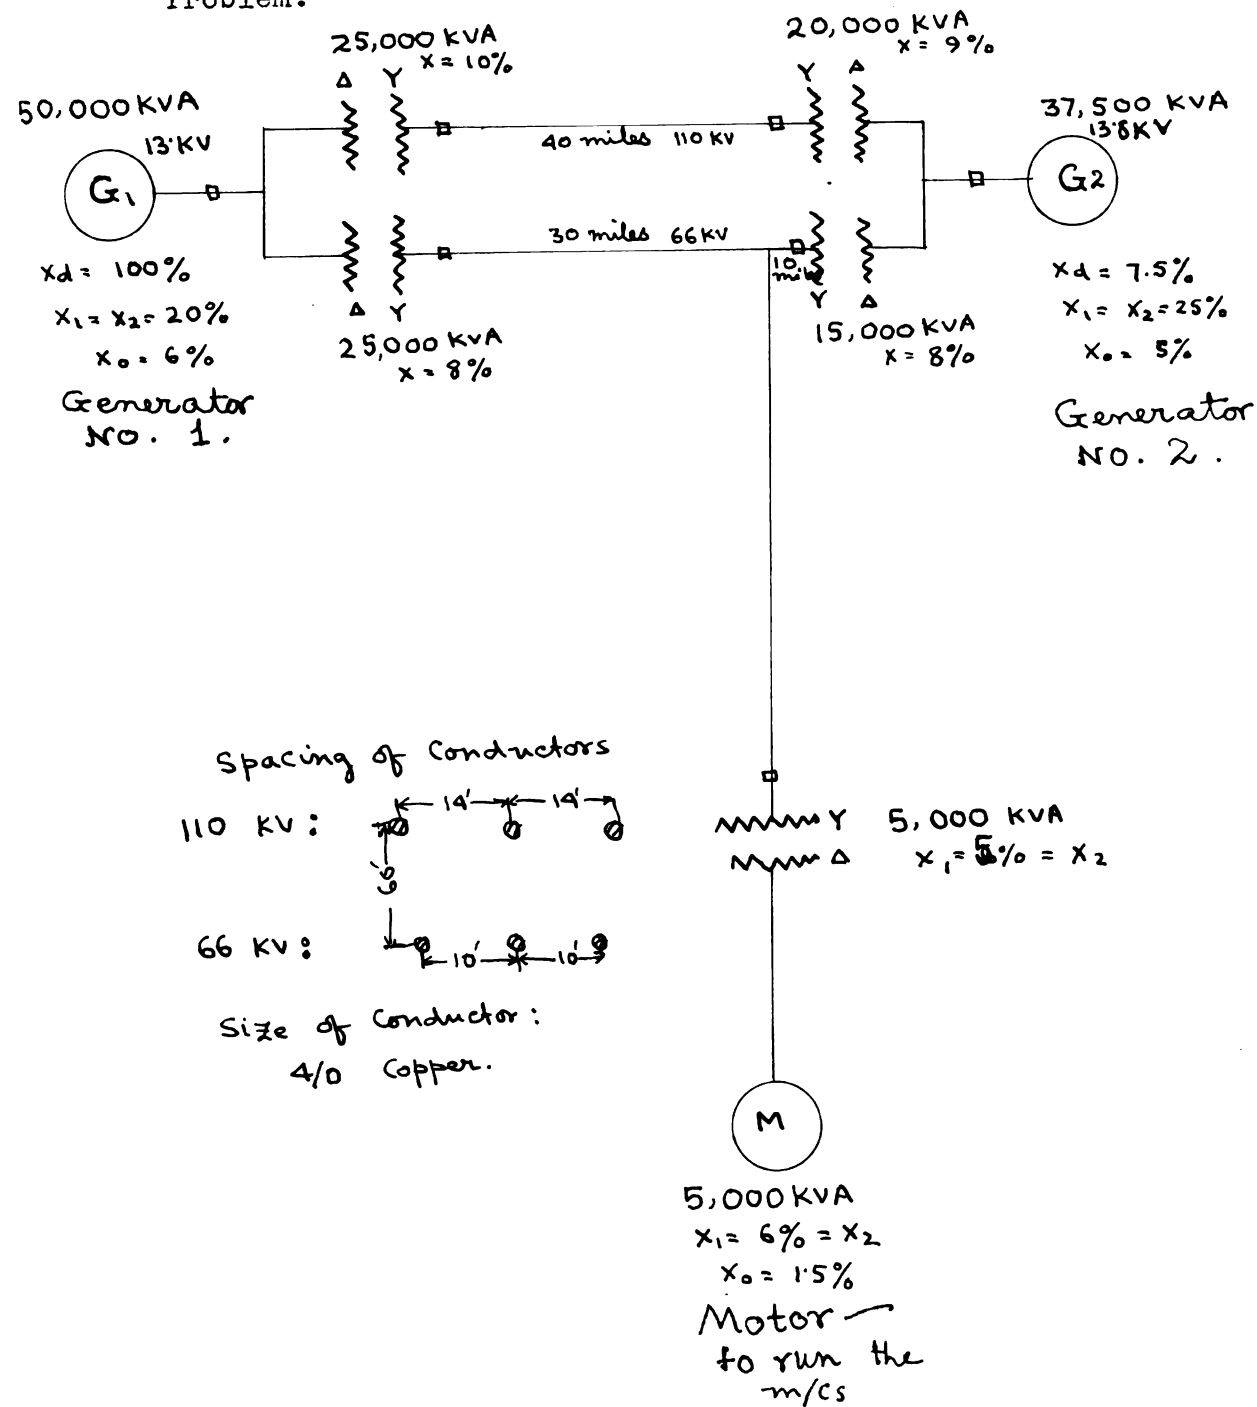 Problem.
25,000 KVA
X = 10%
Δ Y
20,000 KVA
X = 9%
Y Δ
50,000 KVA
13·KV
G1
40 miles 110 KV
37,500 KVA
13·8KV
G2
30 miles 66KV
10
mile
Δ Y
25,000 KVA
X = 8%
Y Δ
15,000 KVA
X = 8%
Xd = 100%
X1 = X2 = 20%
X0 = 6%
Generator
NO. 1.
Xd = 7.5%
X1 = X2 = 25%
X0 = 5%
Generator
NO. 2.
Spacing of Conductors
110 KV:
14' 14'
6'
66 KV:
10' 10'
Size of Conductor:
4/0 Copper.
Y
Δ
5,000 KVA
X1 = 5% = X2
M
5,000 KVA
X1 = 6% = X2
X0 = 1·5%
Motor —
to run the
m/cs